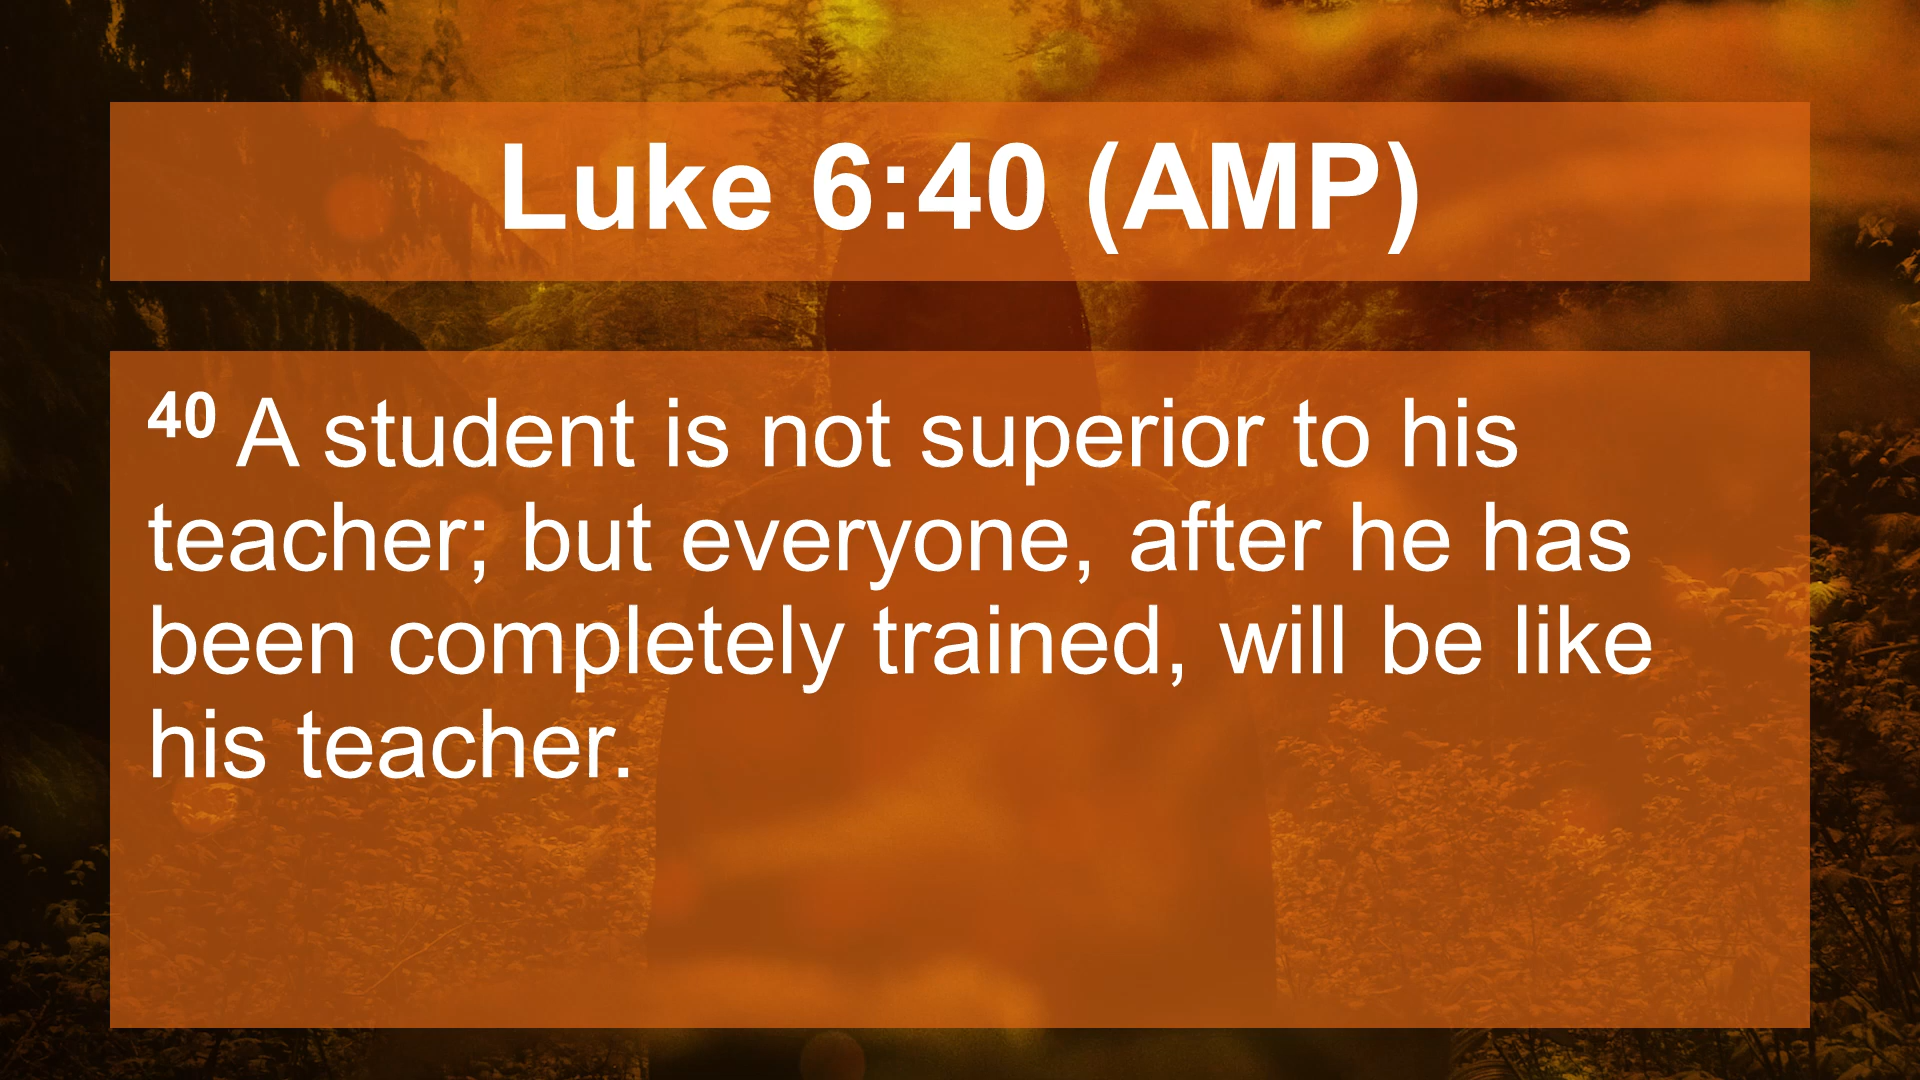 Luke 6:40 (AMP)
40 A student is not superior to his
teacher; but everyone, after he has
been completely trained, will be like
his teacher.